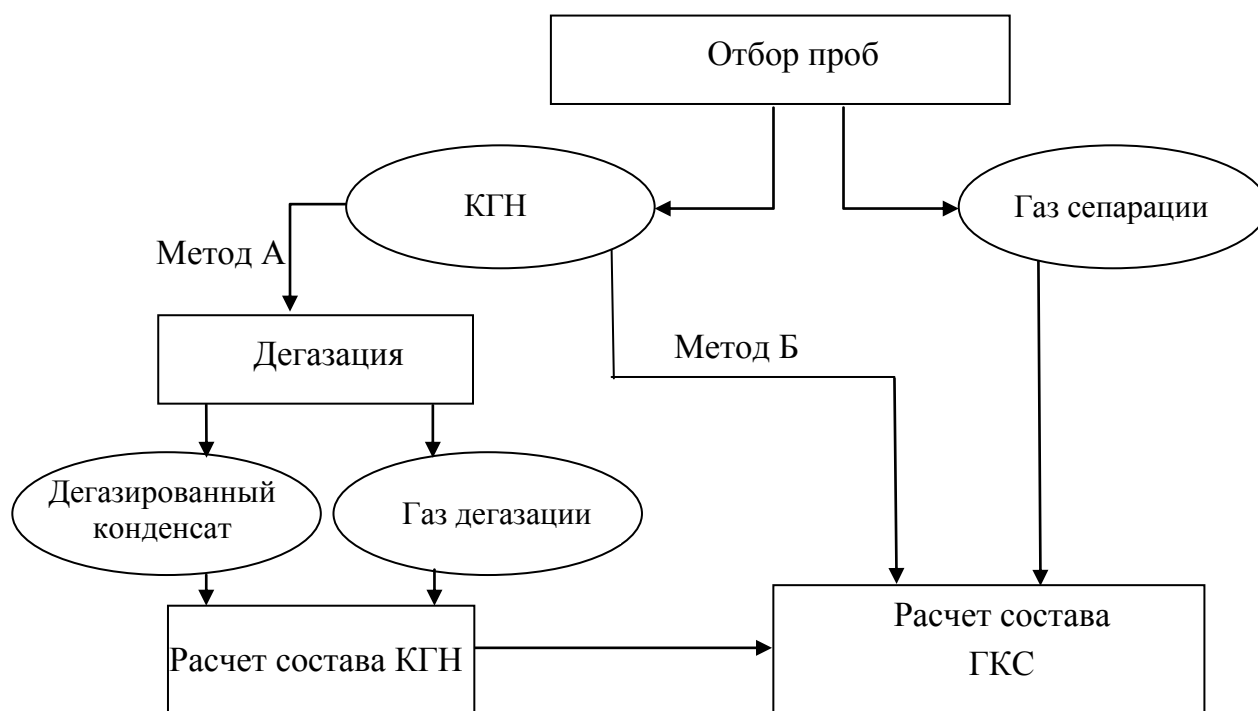 Отбор проб
КГН
Газ сепарации
Метод А
Метод Б
Дегазация
Дегазированный
конденсат
Газ дегазации
Расчет состава КГН
Расчет состава
ГКС